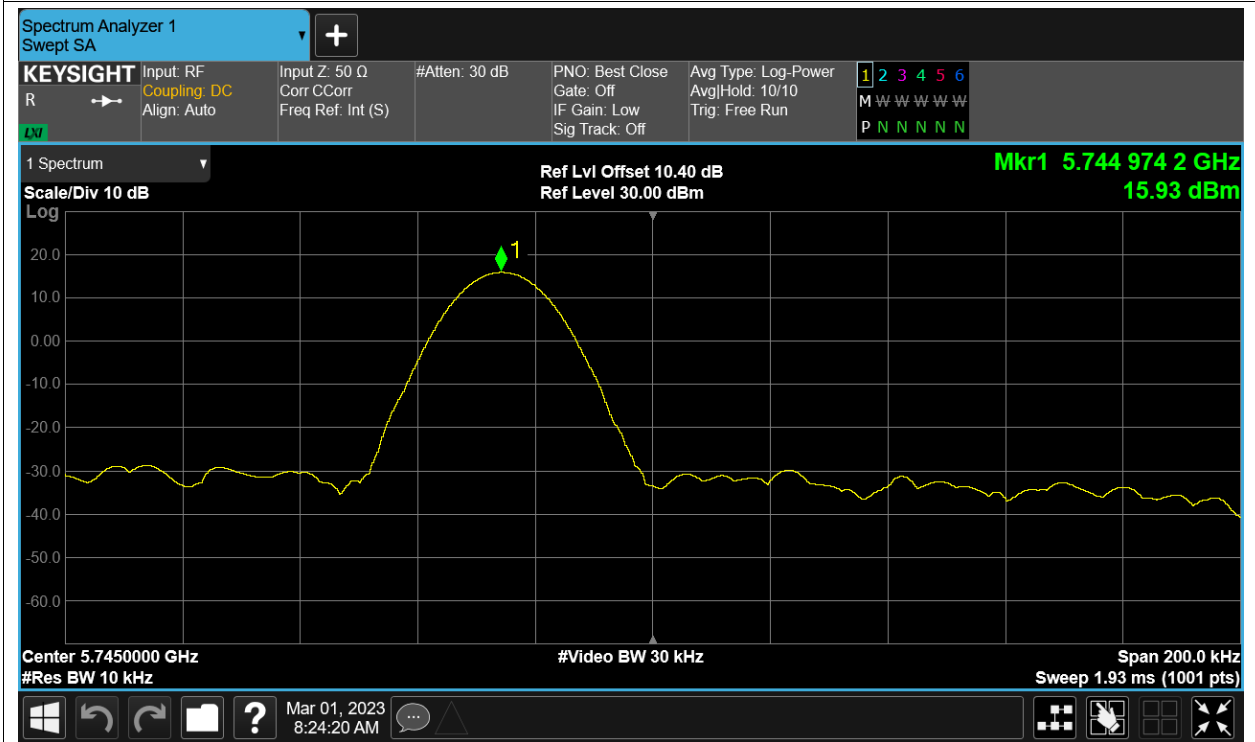 Spectrum Analyzer 1
Swept SA
+
KEYSIGHT
R
LXI
Input: RF
Coupling: DC
Align: Auto
Input Z: 50 Ω
Corr CCorr
Freq Ref: Int (S)
#Atten: 30 dB
PNO: Best Close
Gate: Off
IF Gain: Low
Sig Track: Off
Avg Type: Log-Power
Avg|Hold: 10/10
Trig: Free Run
1 2 3 4 5 6
M W W W W W
P N N N N N
1 Spectrum
Scale/Div 10 dB
Log
Ref Lvl Offset 10.40 dB
Ref Level 30.00 dBm
Mkr1 5.744 974 2 GHz
15.93 dBm
1
20.0
10.0
0.00
-10.0
-20.0
-30.0
-40.0
-50.0
-60.0
Center 5.7450000 GHz
#Res BW 10 kHz
#Video BW 30 kHz
Span 200.0 kHz
Sweep 1.93 ms (1001 pts)
?
Mar 01, 2023
8:24:20 AM